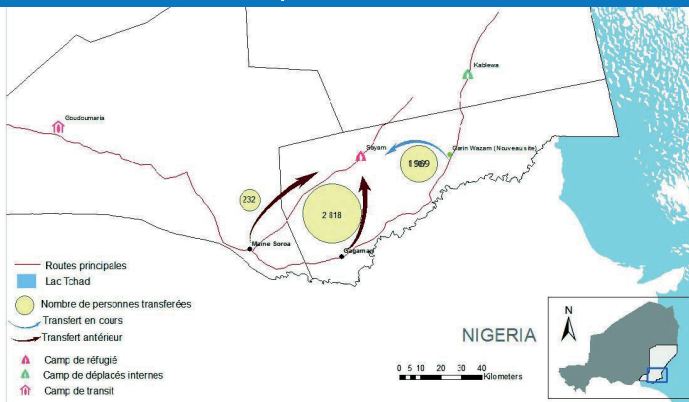 Kablewa
Goudoumaria
Sayam
Garin Wazam (Nouveau site)
232
2 818
Maine Soroa
Gagamari
Routes principales
Lac Tchad
Nombre de personnes transferées
Transfert en cours
Transfert antérieur
Camp de réfugié
Camp de déplacés internes
Camp de transit
NIGERIA
N
0 5 10 20 30 40
Kilometers